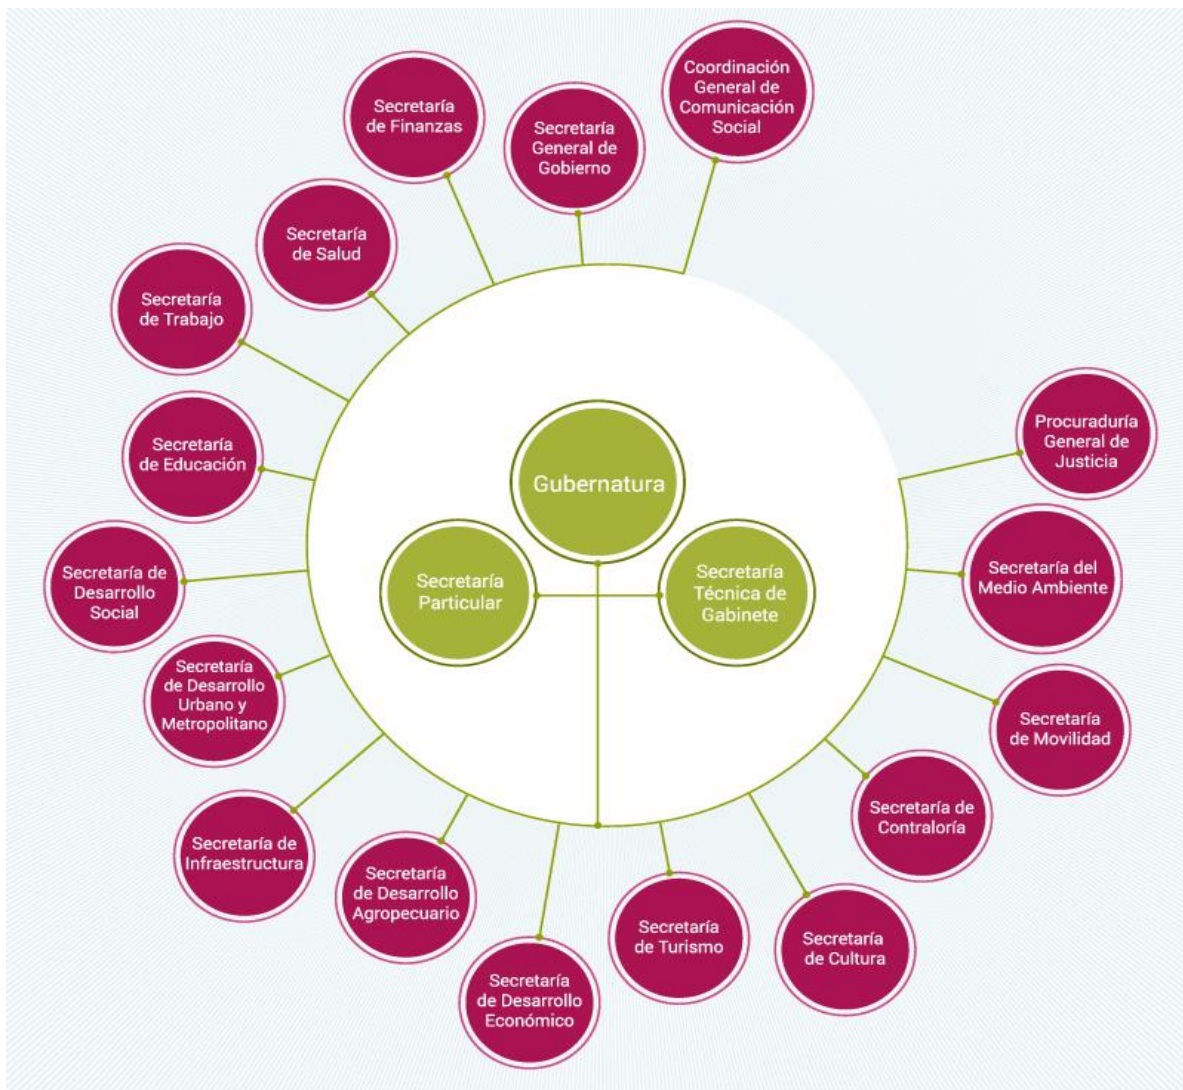 Coordinación
General de
Comunicación
Social
Secretaría
de Finanzas
Secretaría
General de
Gobierno
Secretaría
de Salud
Secretaría
de Trabajo
Procuraduría
General de
Justicia
Secretaría
de Educación
Gubernatura
Secretaría
Particular
Secretaría
Técnica de
Gabinete
Secretaría del
Medio Ambiente
Secretaría de
Desarrollo
Social
Secretaría
de Desarrollo
Urbano y
Metropolitano
Secretaría
de Movilidad
Secretaría de
Contraloría
Secretaría de
Infraestructura
Secretaría
de Desarrollo
Agropecuario
Secretaría
de Turismo
Secretaría
de Cultura
Secretaría
de Desarrollo
Económico